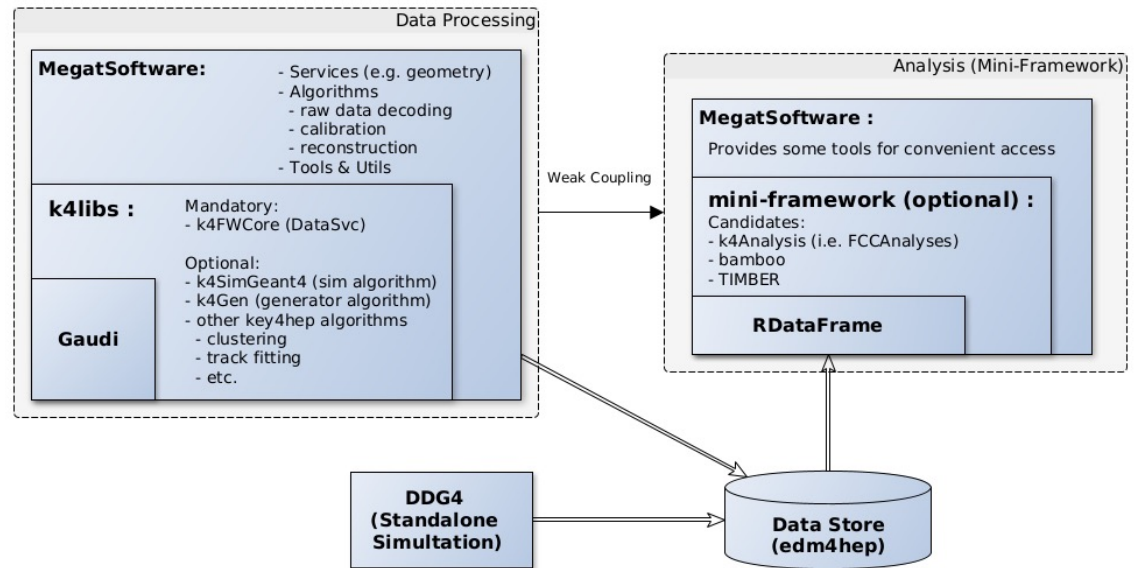 Data Processing
MegatSoftware:
- Services (e.g. geometry)
- Algorithms
- raw data decoding
- calibration
- reconstruction
- Tools & Utils
k4libs :
Mandatory:
- k4FWCore (DataSvc)
Optional:
- k4SimGeant4 (sim algorithm)
- k4Gen (generator algorithm)
- other key4hep algorithms
- clustering
- track fitting
- etc.
Gaudi
Weak Coupling
Analysis (Mini-Framework)
MegatSoftware :
Provides some tools for convenient access
mini-framework (optional) :
Candidates:
- k4Analysis (i.e. FCCAnalyses)
- bamboo
- TIMBER
RDataFrame
DDG4
(Standalone
Simultation)
Data Store
(edm4hep)